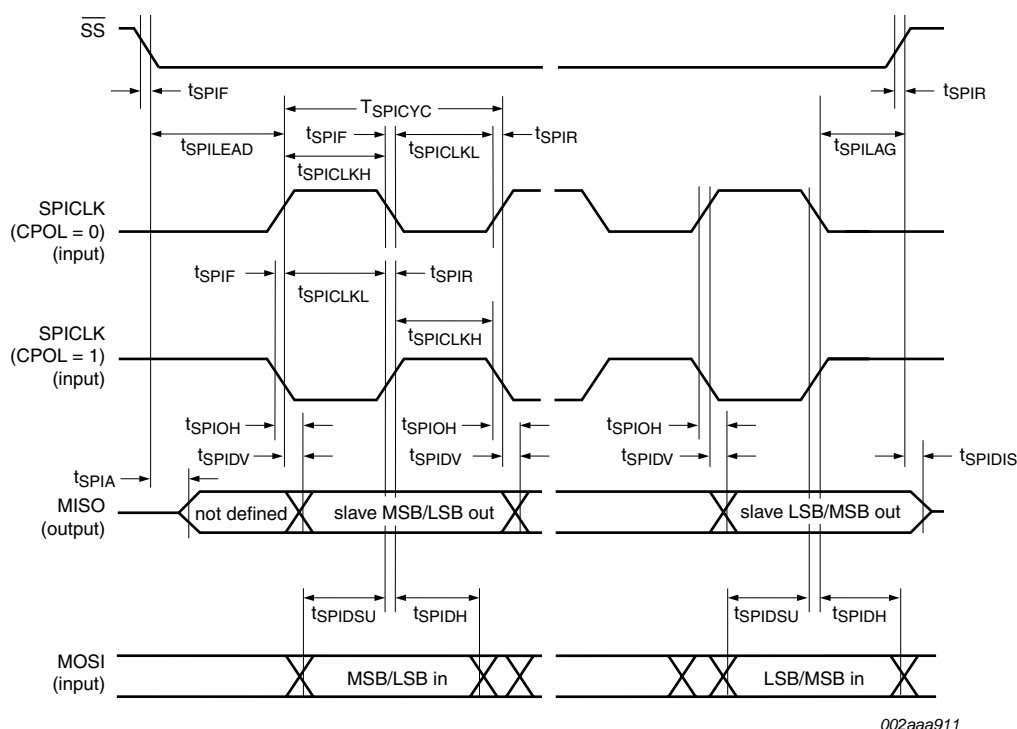 SS
tSPIF
TSPICYC
tSPIR
tSPIF
tSPIR
tSPILEAD
tSPICLKL
tSPILAG
tSPICLKH
SPICLK
(CPOL = 0)
(input)
tSPIF
tSPIR
tSPICLKL
SPICLK
(CPOL = 1)
(input)
tSPICLKH
tSPIOH
tSPIOH
tSPIOH
tSPIDV
tSPIDV
tSPIDV
tSPIDIS
tSPIA
MISO
(output)
not defined
slave MSB/LSB out
slave LSB/MSB out
tSPIDSU
tSPIDH
tSPIDSU
tSPIDH
MOSI
(input)
MSB/LSB in
LSB/MSB in
002aaa911